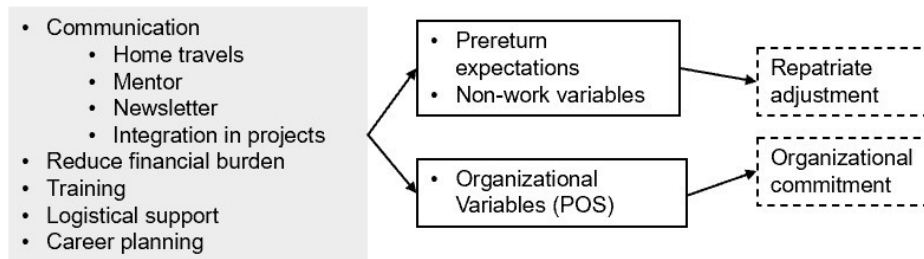 • Communication
• Home travels
• Mentor
• Newsletter
• Integration in projects
• Reduce financial burden
• Training
• Logistical support
• Career planning
• Prereturn
expectations
• Non-work variables
• Organizational
Variables (POS)
Repatriate
adjustment
Organizational
commitment